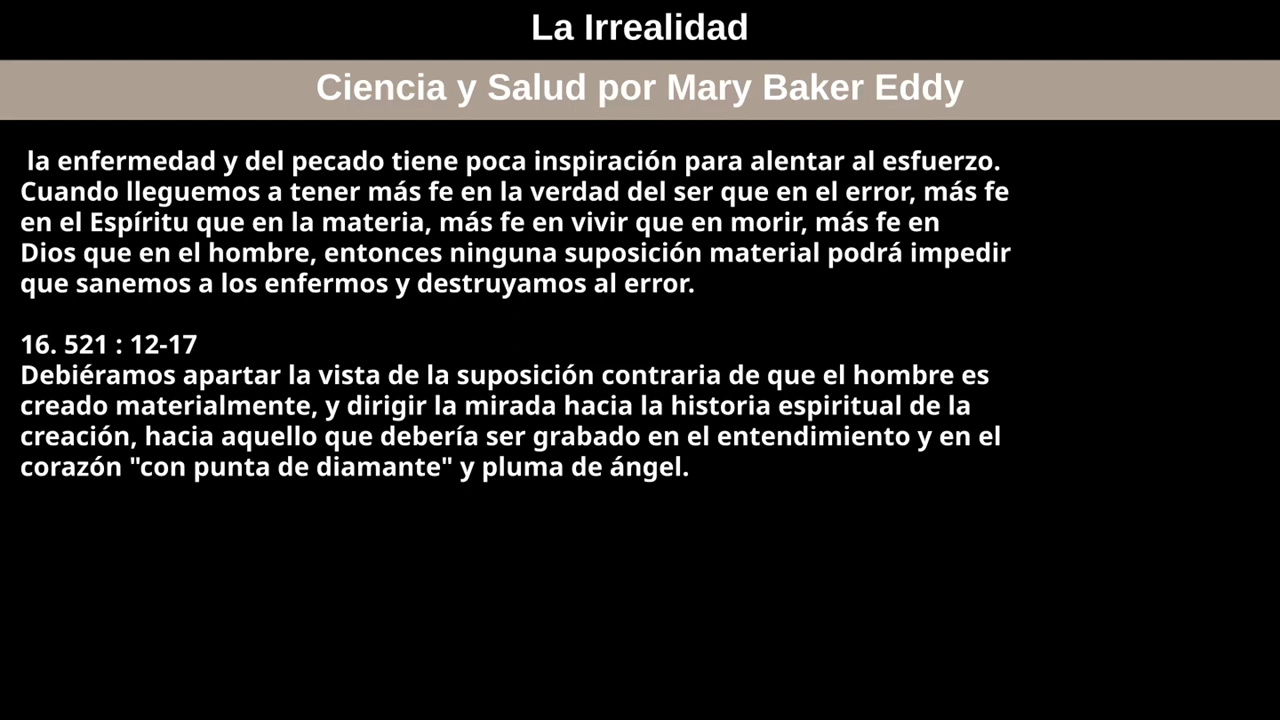 La Irrealidad
Ciencia y Salud por Mary Baker Eddy
la enfermedad y del pecado tiene poca inspiración para alentar al esfuerzo.
Cuando lleguemos a tener más fe en la verdad del ser que en el error, más fe
en el Espíritu que en la materia, más fe en vivir que en morir, más fe en
Dios que en el hombre, entonces ninguna suposición material podrá impedir
que sanemos a los enfermos y destruyamos al error.
16. 521 : 12-17
Debiéramos apartar la vista de la suposición contraria de que el hombre es
creado materialmente, y dirigir la mirada hacia la historia espiritual de la
creación, hacia aquello que debería ser grabado en el entendimiento y en el
corazón "con punta de diamante" y pluma de ángel.